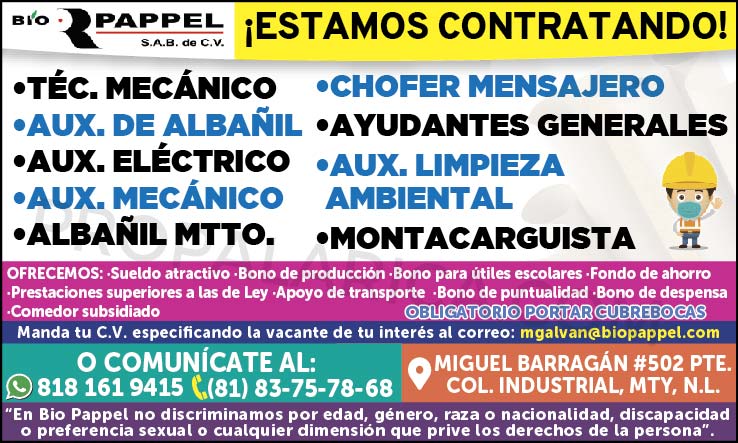 BIO PAPPEL
S.A.B. de C.V.
¡ESTAMOS CONTRATANDO!
•TÉC. MECÁNICO
•AUX. DE ALBAÑIL
•AUX. ELÉCTRICO
•AUX. MECÁNICO
•ALBAÑIL MTTO.
•CHOFER MENSAJERO
•AYUDANTES GENERALES
•AUX. LIMPIEZA
AMBIENTAL
•MONTACARGUISTA
OFRECEMOS: ·Sueldo atractivo ·Bono de producción ·Bono para útiles escolares ·Fondo de ahorro
·Prestaciones superiores a las de Ley ·Apoyo de transporte ·Bono de puntualidad ·Bono de despensa
·Comedor subsidiado
OBLIGATORIO PORTAR CUBREBOCAS
Manda tu C.V. especificando la vacante de tu interés al correo: mgalvan@biopappel.com
O COMUNÍCATE AL:
818 161 9415 (81) 83-75-78-68
MIGUEL BARRAGÁN #502 PTE.
COL. INDUSTRIAL, MTY, N.L.
“En Bio Pappel no discriminamos por edad, género, raza o nacionalidad, discapacidad
o preferencia sexual o cualquier dimensión que prive los derechos de la persona”.